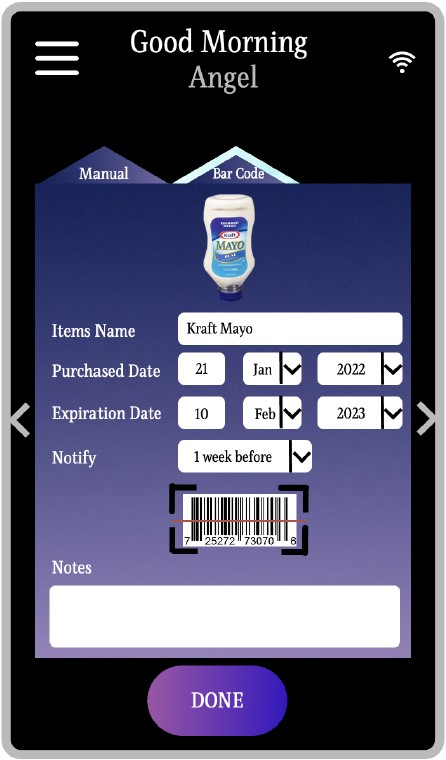 Good Morning
Angel
Manual
Bar Code
Kraft
MAYO
Items Name
Kraft Mayo
Purchased Date
21
Jan
2022
Expiration Date
10
Feb
2023
Notify
1 week before
7 25272 73070 8
Notes
DONE